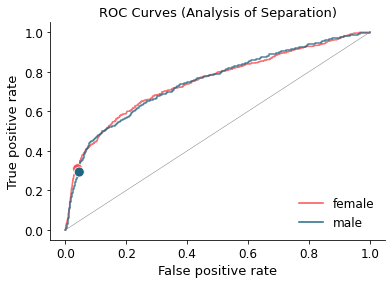 ROC Curves (Analysis of Separation)
True positive rate
1.0
0.8
0.6
0.4
0.2
0.0
0.0 0.2 0.4 0.6 0.8 1.0
False positive rate
female
male